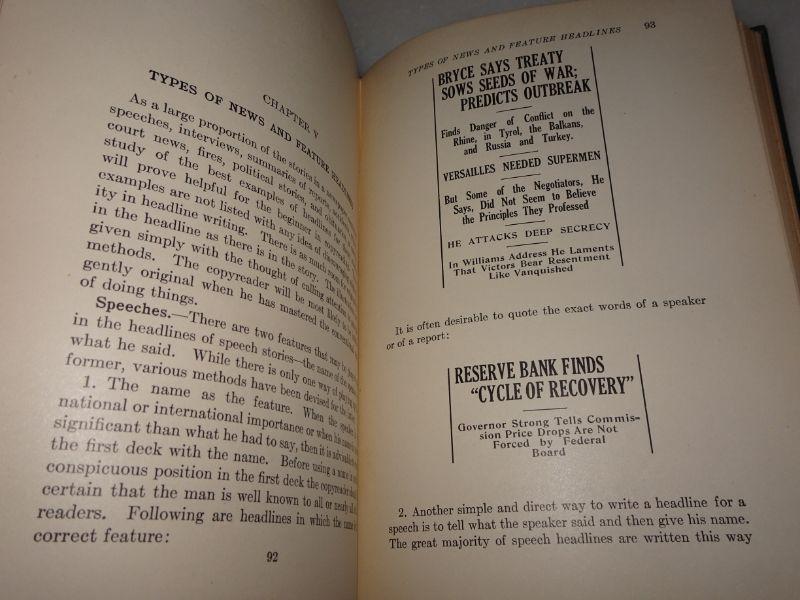 CHAPTER V
TYPES OF NEWS AND FEATURE HEADLINES
As a large proportion of the stories in a
speeches, interviews, summaries of reports,
court news, fires, political stories, and
study of the best examples of headlines
will prove helpful for the beginner in
examples are not listed with any idea of
ity in headline writing. There is as much
in the headline as there is in the story. The
given simply with the thought of calling attention
methods. The copyreader will be most likely to
gently original when he has mastered the
of doing things.
Speeches.—There are two features that may be
in the headlines of speech stories—the name of the
what he said. While there is only one way of
former, various methods have been devised for the
1. The name as the feature. When the speaker
national or international importance or when his
significant than what he had to say, then it is advisable
the first deck with the name. Before using a name in
conspicuous position in the first deck the copyreader should
certain that the man is well known to all or nearly all
readers. Following are headlines in which the name is
correct feature:
92
TYPES OF NEWS AND FEATURE HEADLINES 93
BRYCE SAYS TREATY
SOWS SEEDS OF WAR;
PREDICTS OUTBREAK
Finds Danger of Conflict on the
Rhine, in Tyrol, the Balkans,
and Russia and Turkey.
VERSAILLES NEEDED SUPERMEN
But Some of the Negotiators, He
Says, Did Not Seem to Believe
the Principles They Professed
HE ATTACKS DEEP SECRECY
In Williams Address He Laments
That Victors Bear Resentment
Like Vanquished
It is often desirable to quote the exact words of a speaker
or of a report:
RESERVE BANK FINDS
"CYCLE OF RECOVERY"
Governor Strong Tells Commis-
sion Price Drops Are Not
Forced by Federal
Board
2. Another simple and direct way to write a headline for a
speech is to tell what the speaker said and then give his name.
The great majority of speech headlines are written this way